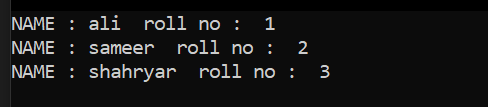 NAME : ali  roll no :  1
NAME : sameer  roll no :  2
NAME : shahryar  roll no :  3